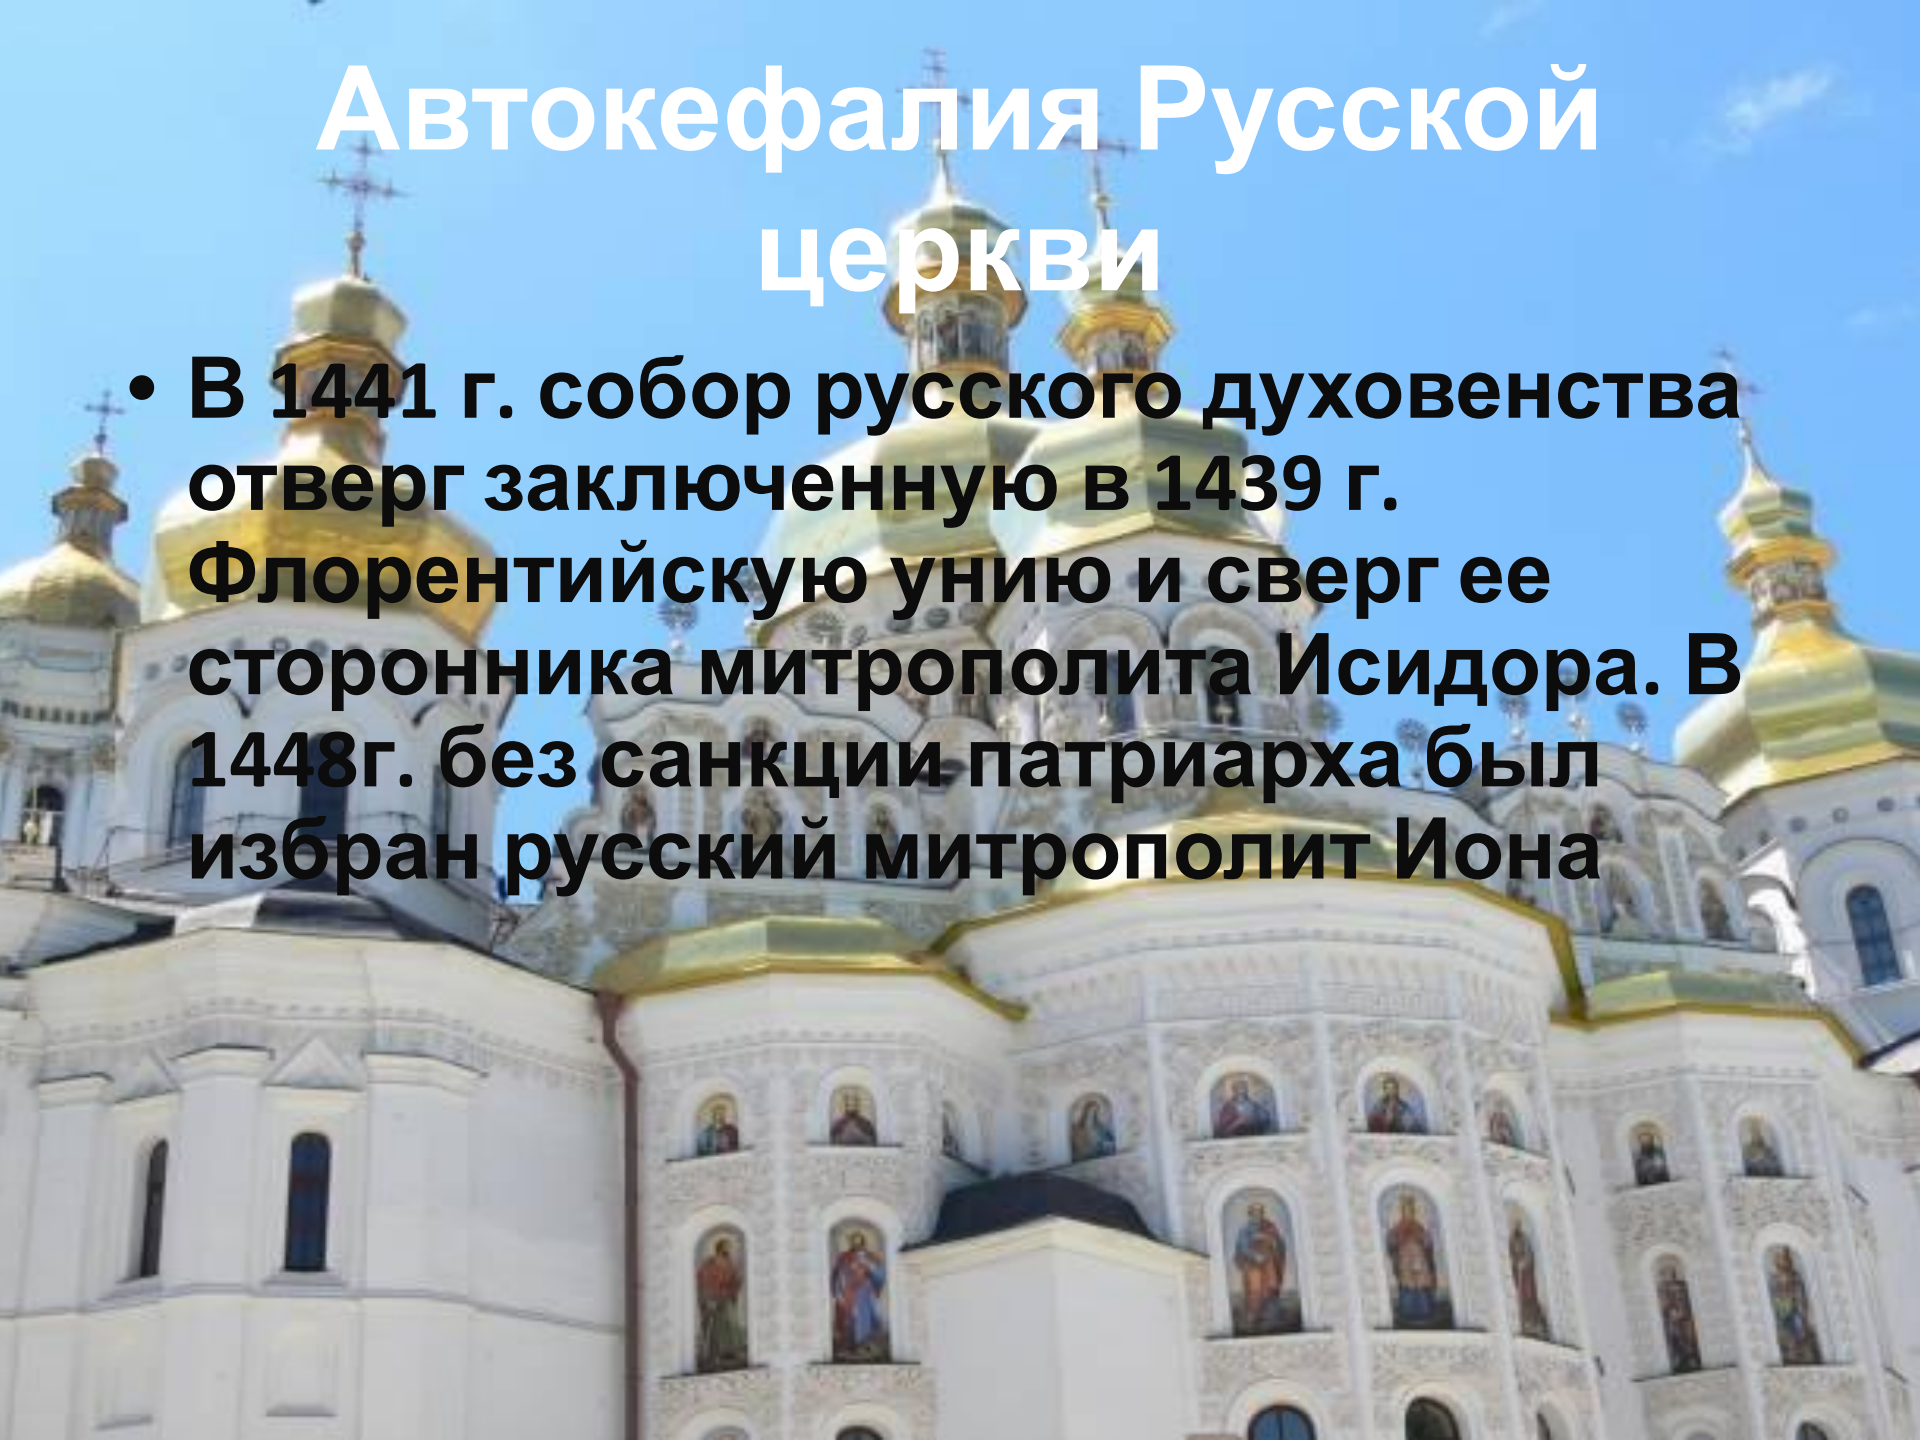 Автокефалия Русской
церкви
• В 1441 г. собор русского духовенства
отверг заключенную в 1439 г.
Флорентийскую унию и сверг ее
сторонника митрополита Исидора. В
1448г. без санкции патриарха был
избран русский митрополит Иона